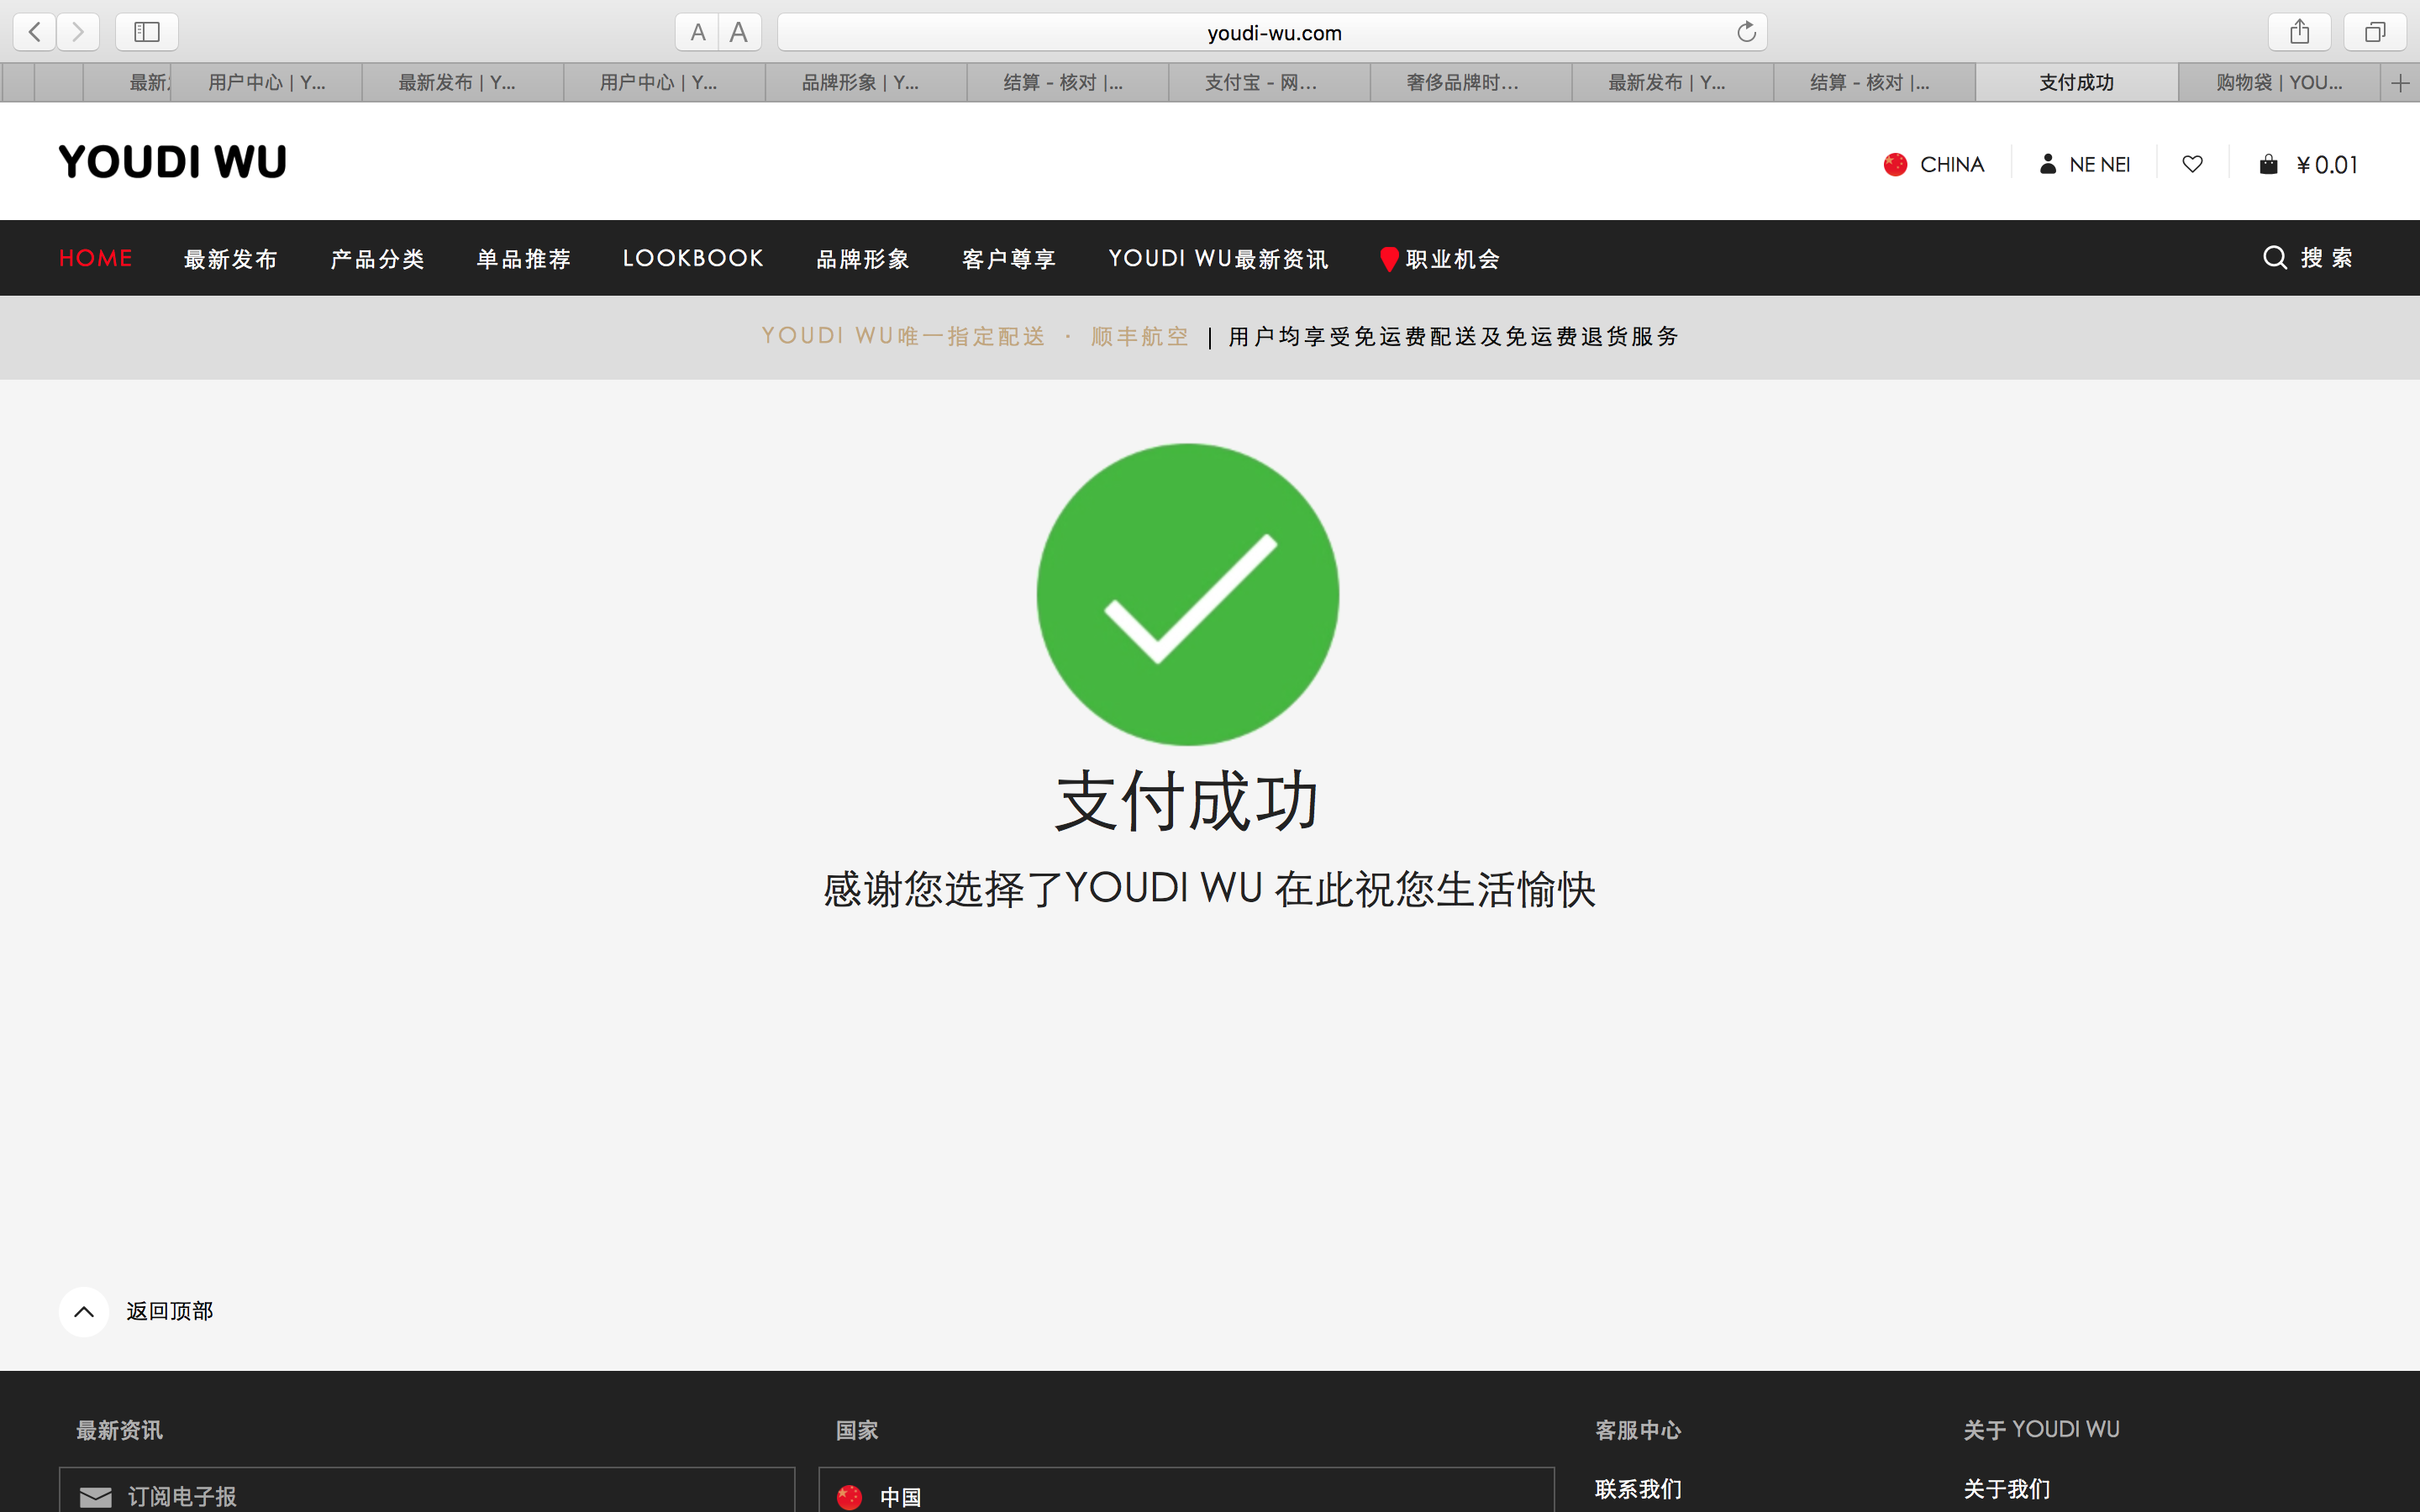 A A
youdi-wu.com
最新
用户中心 | Y...
最新发布 | Y...
用户中心 | Y...
品牌形象 | Y...
结算 - 核对 |...
支付宝 - 网...
奢侈品牌时...
最新发布 | Y...
结算 - 核对 |...
支付成功
购物袋 | YOU...
YOUDI WU
CHINA
NE NEI
¥ 0.01
HOME
最新发布
产品分类
单品推荐
LOOKBOOK
品牌形象
客户尊享
YOUDI WU最新资讯
职业机会
搜 索
YOUDI WU唯一指定配送 · 顺丰航空 | 用户均享受免运费配送及免运费退货服务
支付成功
感谢您选择了YOUDI WU 在此祝您生活愉快
返回顶部
最新资讯
国家
客服中心
关于 YOUDI WU
订阅电子报
中国
联系我们
关于我们